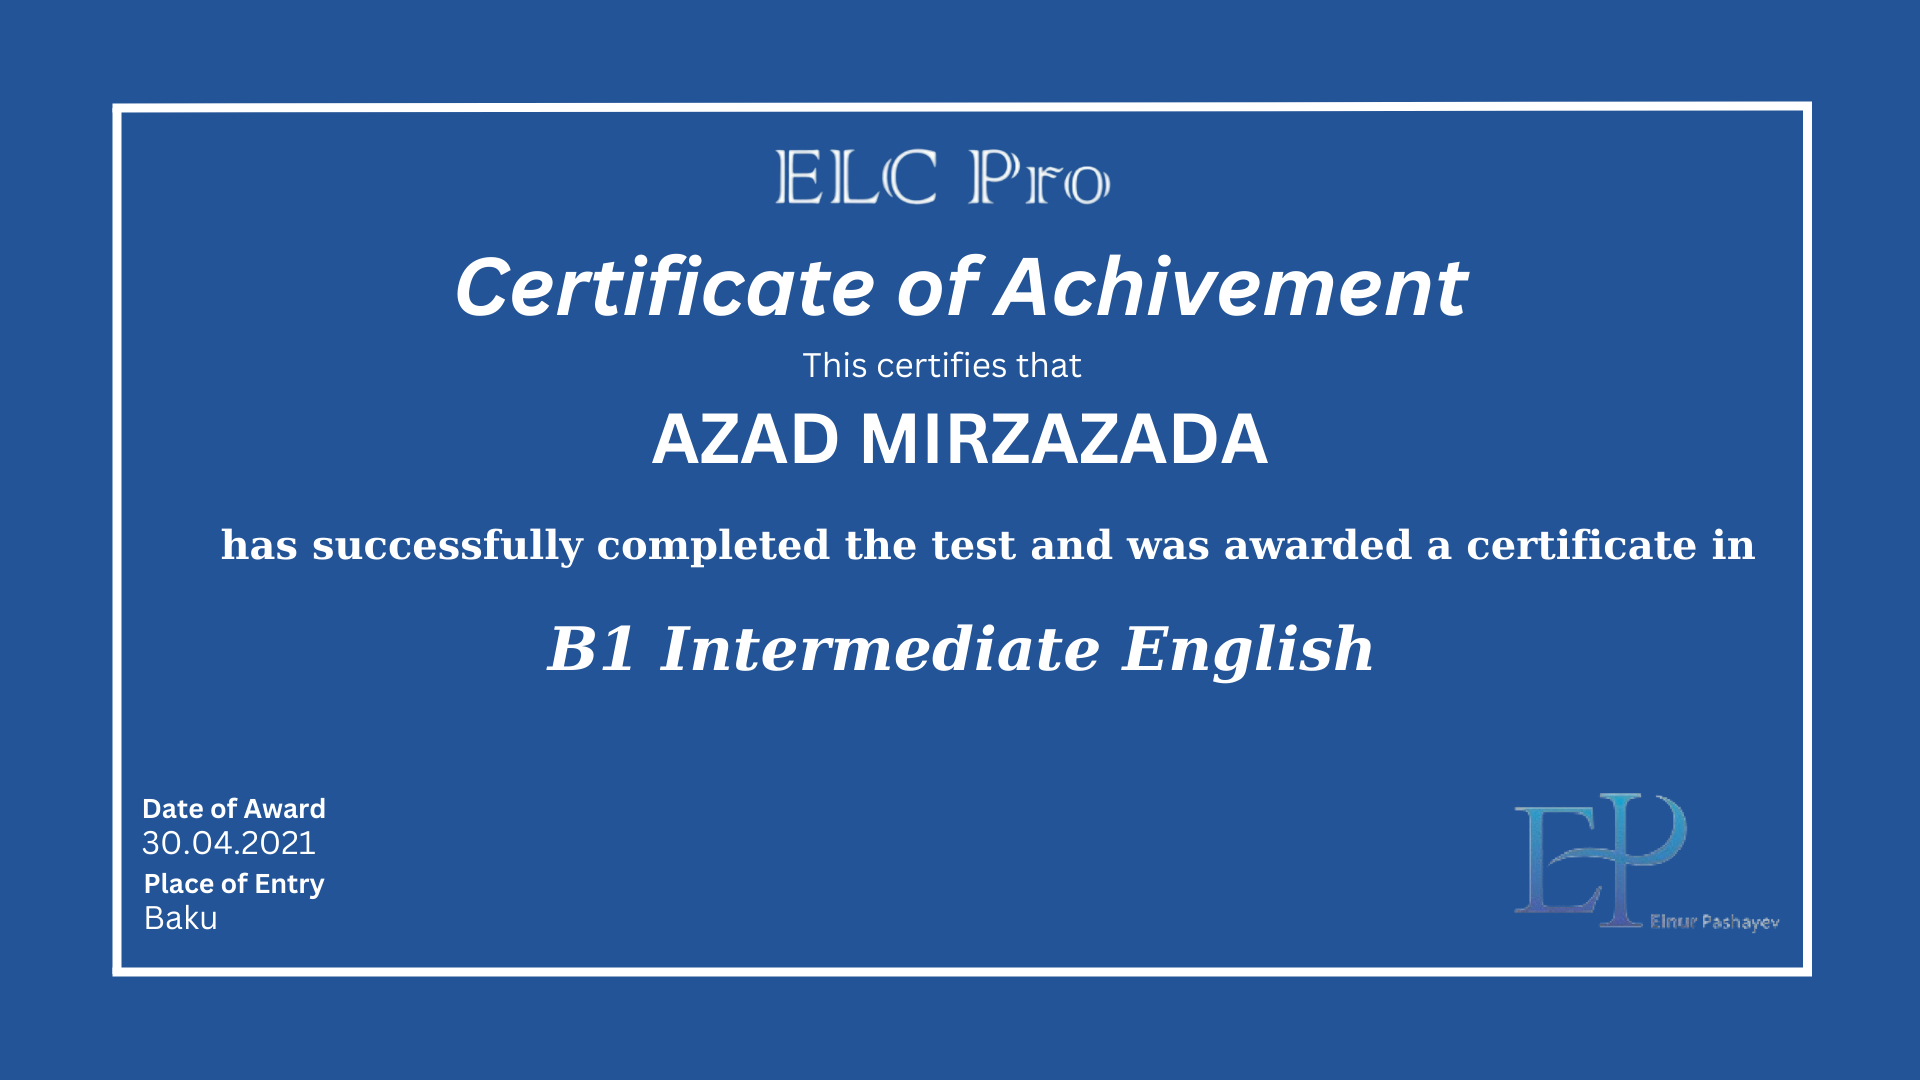 ELC Pro
Certificate of Achivement
This certifies that
AZAD MIRZAZADA
has successfully completed the test and was awarded a certificate in
B1 Intermediate English
Date of Award
30.04.2021
Place of Entry
Baku
EP
Elnur Pashayev